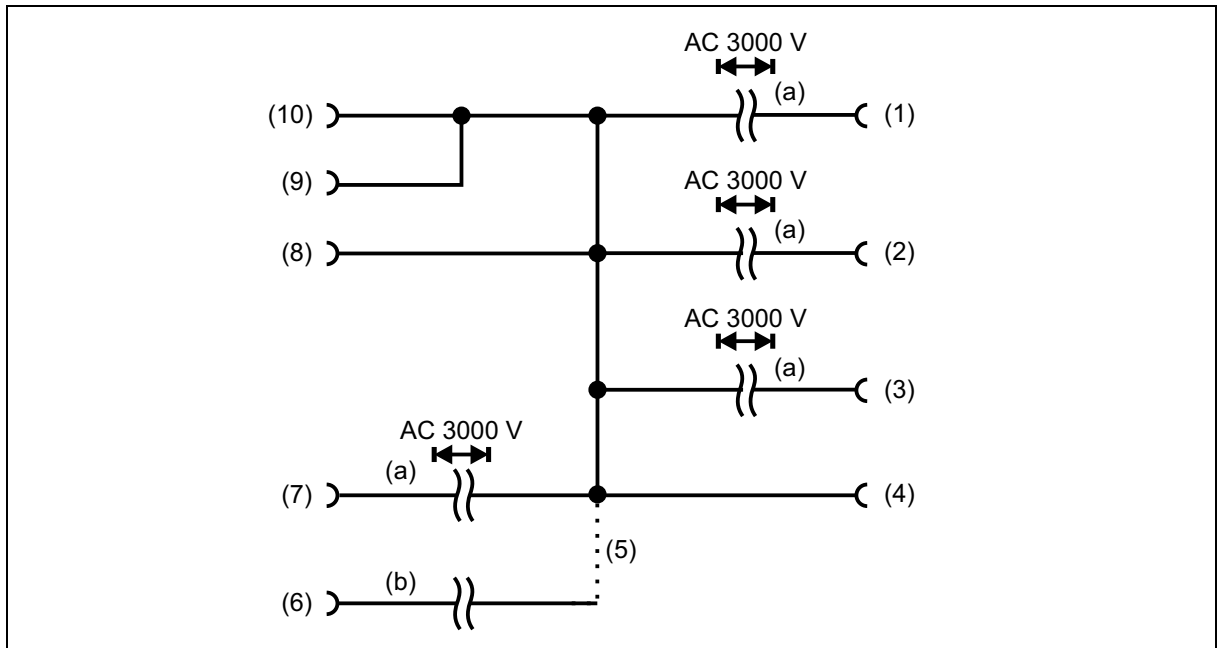 AC 3000 V
(a)
(10)
(1)
AC 3000 V
(9)
(a)
(8)
(2)
AC 3000 V
(a)
(3)
AC 3000 V
(a)
(7)
(4)
(5)
(b)
(6)